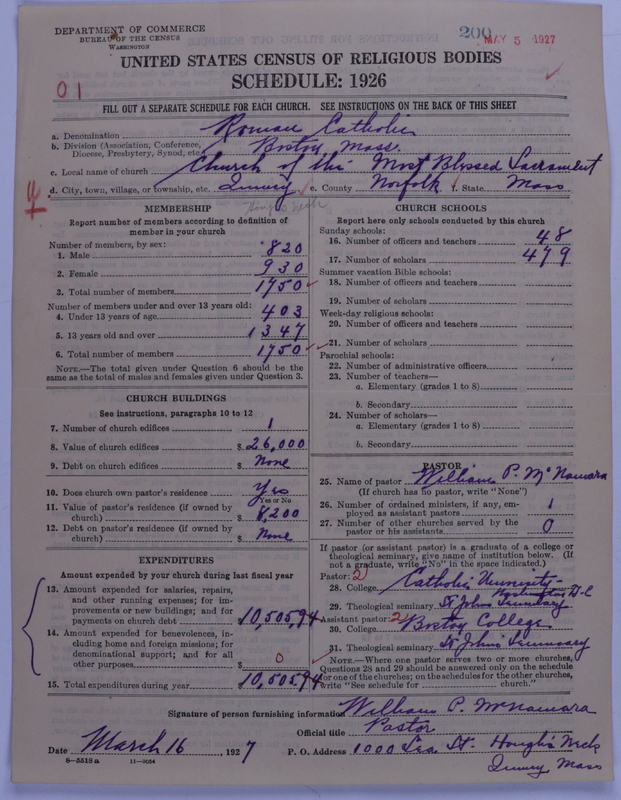 DEPARTMENT OF COMMERCE
BUREAU OF THE CENSUS
WASHINGTON
200
MAY 5 1927
UNITED STATES CENSUS OF RELIGIOUS BODIES
SCHEDULE: 1926
01
FILL OUT A SEPARATE SCHEDULE FOR EACH CHURCH. SEE INSTRUCTIONS ON THE BACK OF THIS SHEET
a. Denomination Roman Catholic
b. Division (Association, Conference, Diocese, Presbytery, Synod, etc.) Boston, Mass.
c. Local name of church Church of the Most Blessed Sacrament
d. City, town, village, or township, etc. Quincy e. County Norfolk f. State Mass
MEMBERSHIP
Report number of members according to definition of
member in your church
Number of members, by sex:
1. Male 820
2. Female 930
3. Total number of members 1750
Number of members under and over 13 years old:
4. Under 13 years of age 403
5. 13 years old and over 1347
6. Total number of members 1750
NOTE.—The total given under Question 6 should be
same as the total of males and females given under Question 3.
CHURCH BUILDINGS
See instructions, paragraphs 10 to 12
7. Number of church edifices 1
8. Value of church edifices $ 26,000
9. Debt on church edifices $ None
10. Does church own pastor's residence Yes
Yes or No
11. Value of pastor's residence (if owned by
church) $ 8,200
12. Debt on pastor's residence (if owned by
church) $ None
EXPENDITURES
Amount expended by your church during last fiscal year
13. Amount expended for salaries, repairs,
and other running expenses; for im-
provements or new buildings; and for
payments on church debt $ 10,505.94
14. Amount expended for benevolences, in-
cluding home and foreign missions; for
denominational support; and for all
other purposes $ 0
15. Total expenditures during year $ 10,505.94
CHURCH SCHOOLS
Report here only schools conducted by this church
Sunday schools:
16. Number of officers and teachers 48
17. Number of scholars 479
Summer vacation Bible schools:
18. Number of officers and teachers
19. Number of scholars
Week-day religious schools:
20. Number of officers and teachers
21. Number of scholars
Parochial schools:
22. Number of administrative officers
23. Number of teachers—
a. Elementary (grades 1 to 8)
b. Secondary
24. Number of scholars—
a. Elementary (grades 1 to 8)
b. Secondary
PASTOR
25. Name of pastor William P. McNamara
(If church has no pastor, write "None")
26. Number of ordained ministers, if any, em-
ployed as assistant pastors 1
27. Number of other churches served by the
pastor or his assistants 0
If pastor (or assistant pastor) is a graduate of a college or
theological seminary, give name of institution below. (If
not a graduate, write "No" in the space indicated.)
Pastor: 2
28. College Catholic University-
Washington D.C
29. Theological seminary St Johns Seminary
Assistant pastor: 2
30. College Boston College
31. Theological seminary St Johns Seminary
NOTE.—Where one pastor serves two or more churches,
Questions 28 and 29 should be answered only on the schedule
for one of the churches; on the schedules for the other churches,
write "See schedule for church."
Signature of person furnishing information William P. McNamara
Official title Pastor
Date March 16, 1927 P. O. Address 1000 Sea St. Hough's Neck
Quincy Mass
8-5518a 11-9054